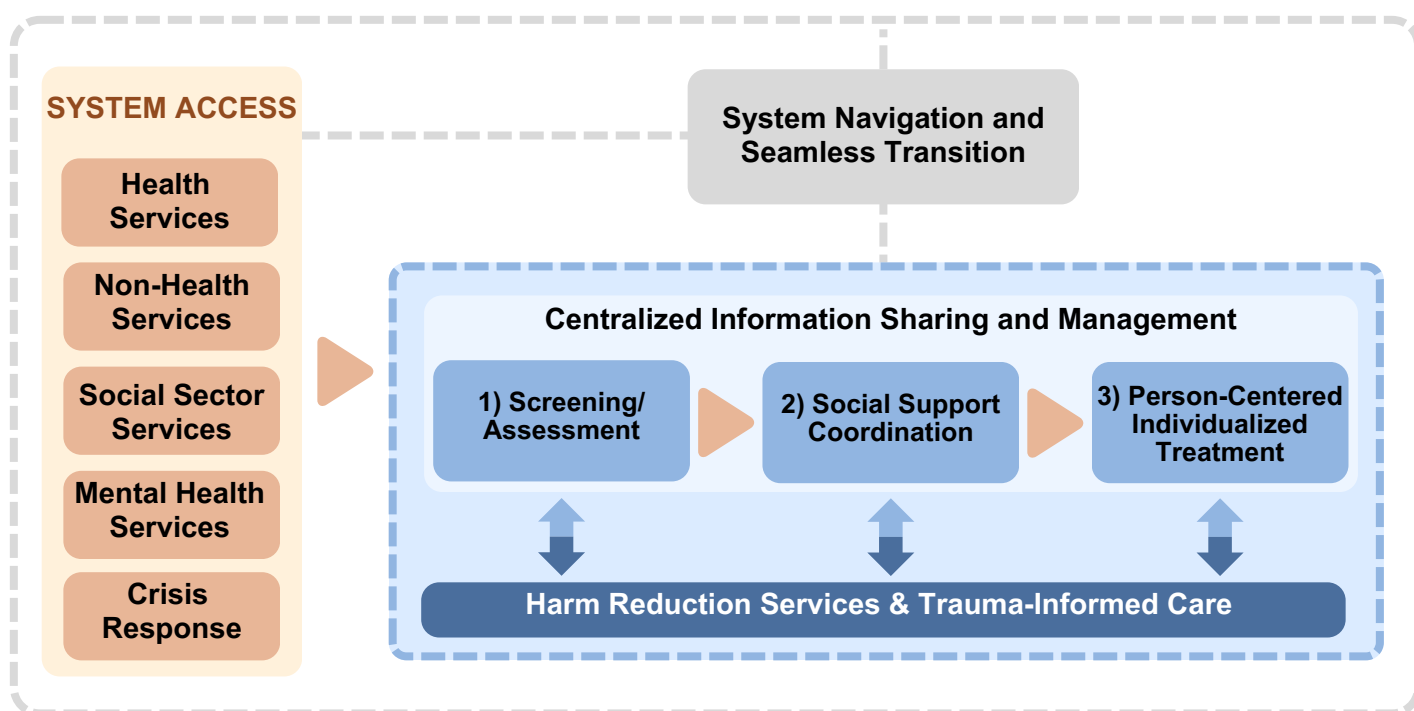 SYSTEM ACCESS
Health
Services
Non-Health
Services
Social Sector
Services
Mental Health
Services
Crisis
Response
System Navigation and
Seamless Transition
Centralized Information Sharing and Management
1) Screening/
Assessment
2) Social Support
Coordination
3) Person-Centered
Individualized
Treatment
Harm Reduction Services & Trauma-Informed Care